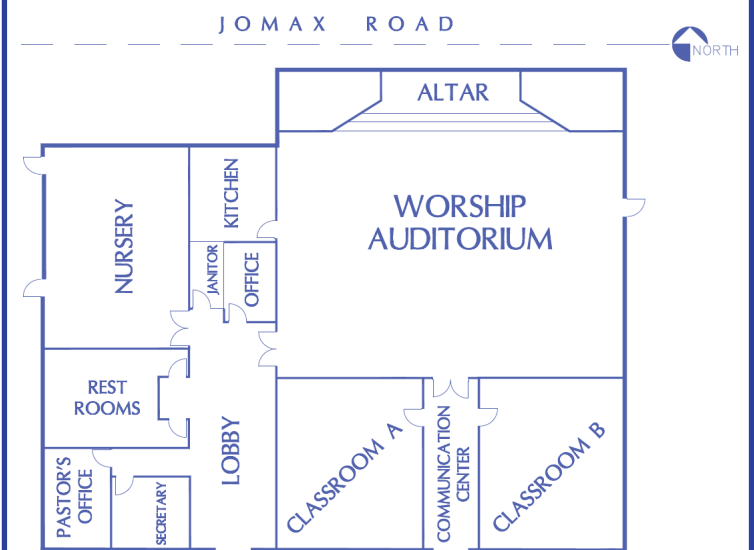 JOMAX ROAD
NORTH
ALTAR
WORSHIP
AUDITORIUM
KITCHEN
NURSERY
JANITOR
OFFICE
REST
ROOMS
LOBBY
CLASSROOM A
COMMUNICATION
CENTER
CLASSROOM B
PASTOR'S
OFFICE
SECRETARY